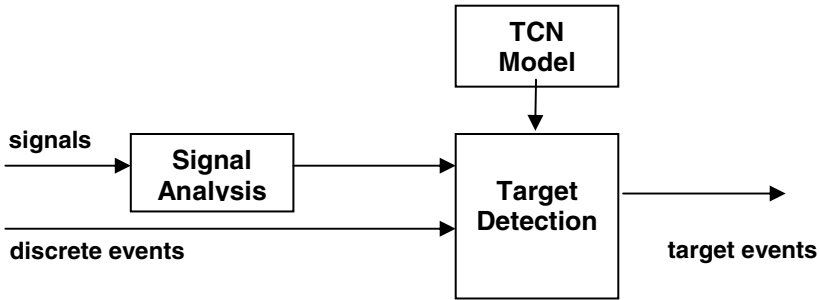 TCN
Model
signals
Signal
Analysis
Target
Detection
discrete events
target events